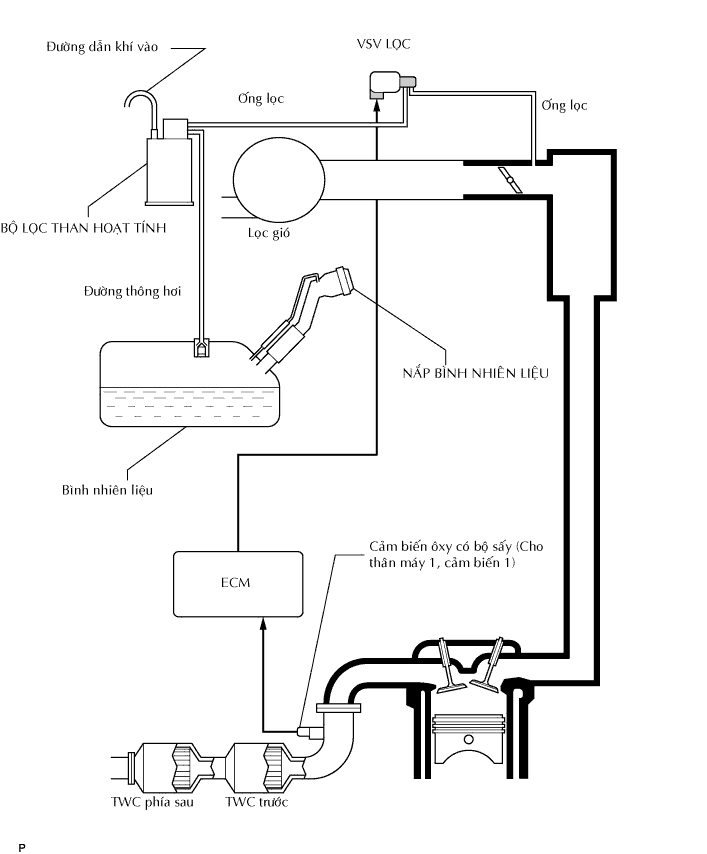 Đường dẫn khí vào
VSV LỌC
Ống lọc
Ống lọc
BỘ LỌC THAN HOẠT TÍNH
Lọc gió
Đường thông hơi
NẮP BÌNH NHIÊN LIỆU
Bình nhiên liệu
Cảm biến ôxy có bộ sấy (Cho
thân máy 1, cảm biến 1)
ECM
TWC phía sau
TWC trước
P